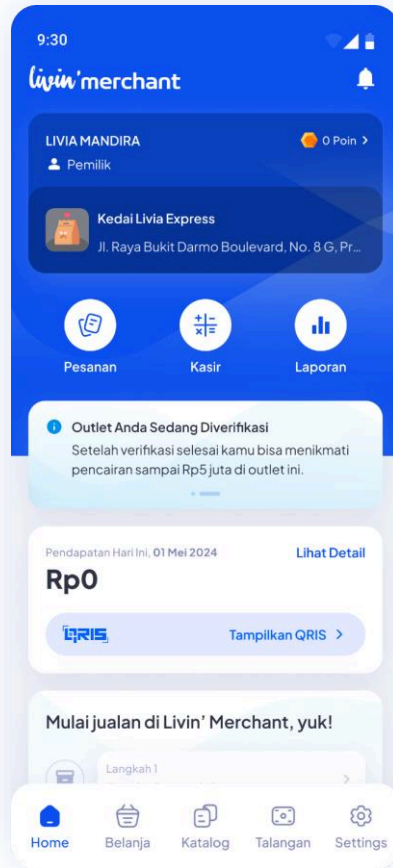 9:30
livin' merchant
LIVIA MANDIRA
0 Poin
Pemilik
Kedai Livia Express
Jl. Raya Bukit Darmo Boulevard, No. 8 G, Pr...
Pesanan
Kasir
Laporan
Outlet Anda Sedang Diverifikasi
Setelah verifikasi selesai kamu bisa menikmati
pencairan sampai Rp5 juta di outlet ini.
Pendapatan Hari Ini, 01 Mei 2024
Lihat Detail
Rp0
QRIS
Tampilkan QRIS
Mulai jualan di Livin' Merchant, yuk!
Langkah 1
Home
Belanja
Katalog
Talangan
Settings